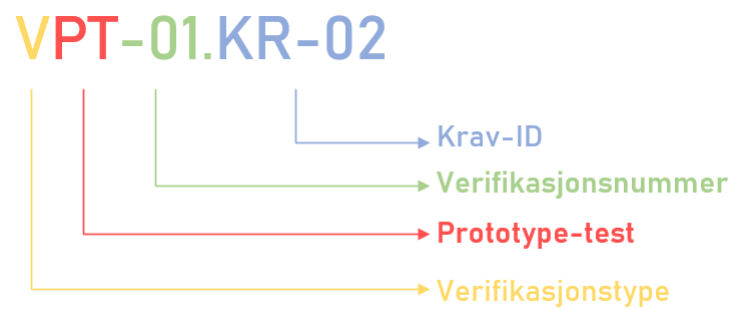 VPT-01.KR-02
Krav-ID
Verifikasjonsnummer
Prototype-test
Verifikasjonstype